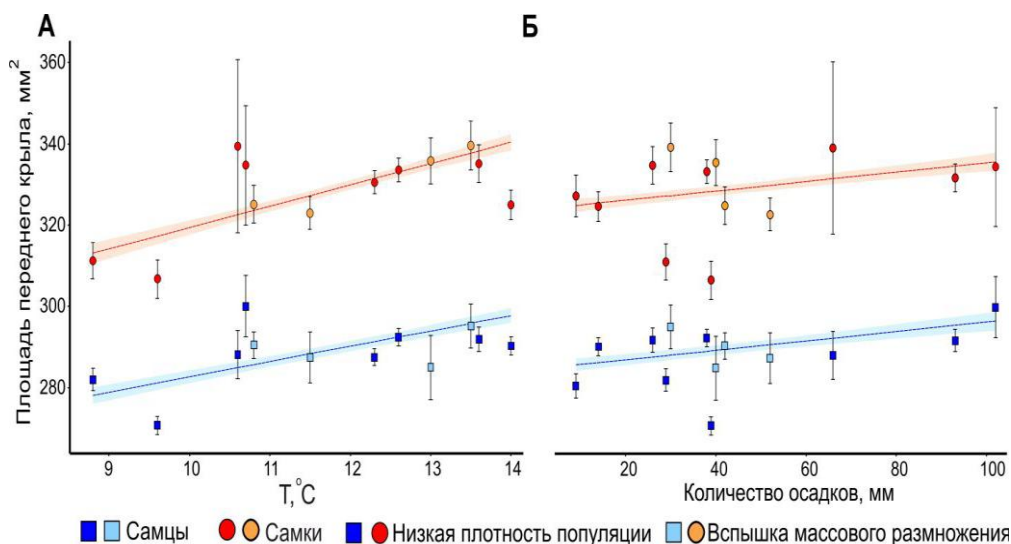 А
Б
Площадь переднего крыла, мм²
360
340
320
300
280
9 10 11 12 13 14
20 40 60 80 100
T,°C
Количество осадков, мм
Самцы Самки Низкая плотность популяции Вспышка массового размножения